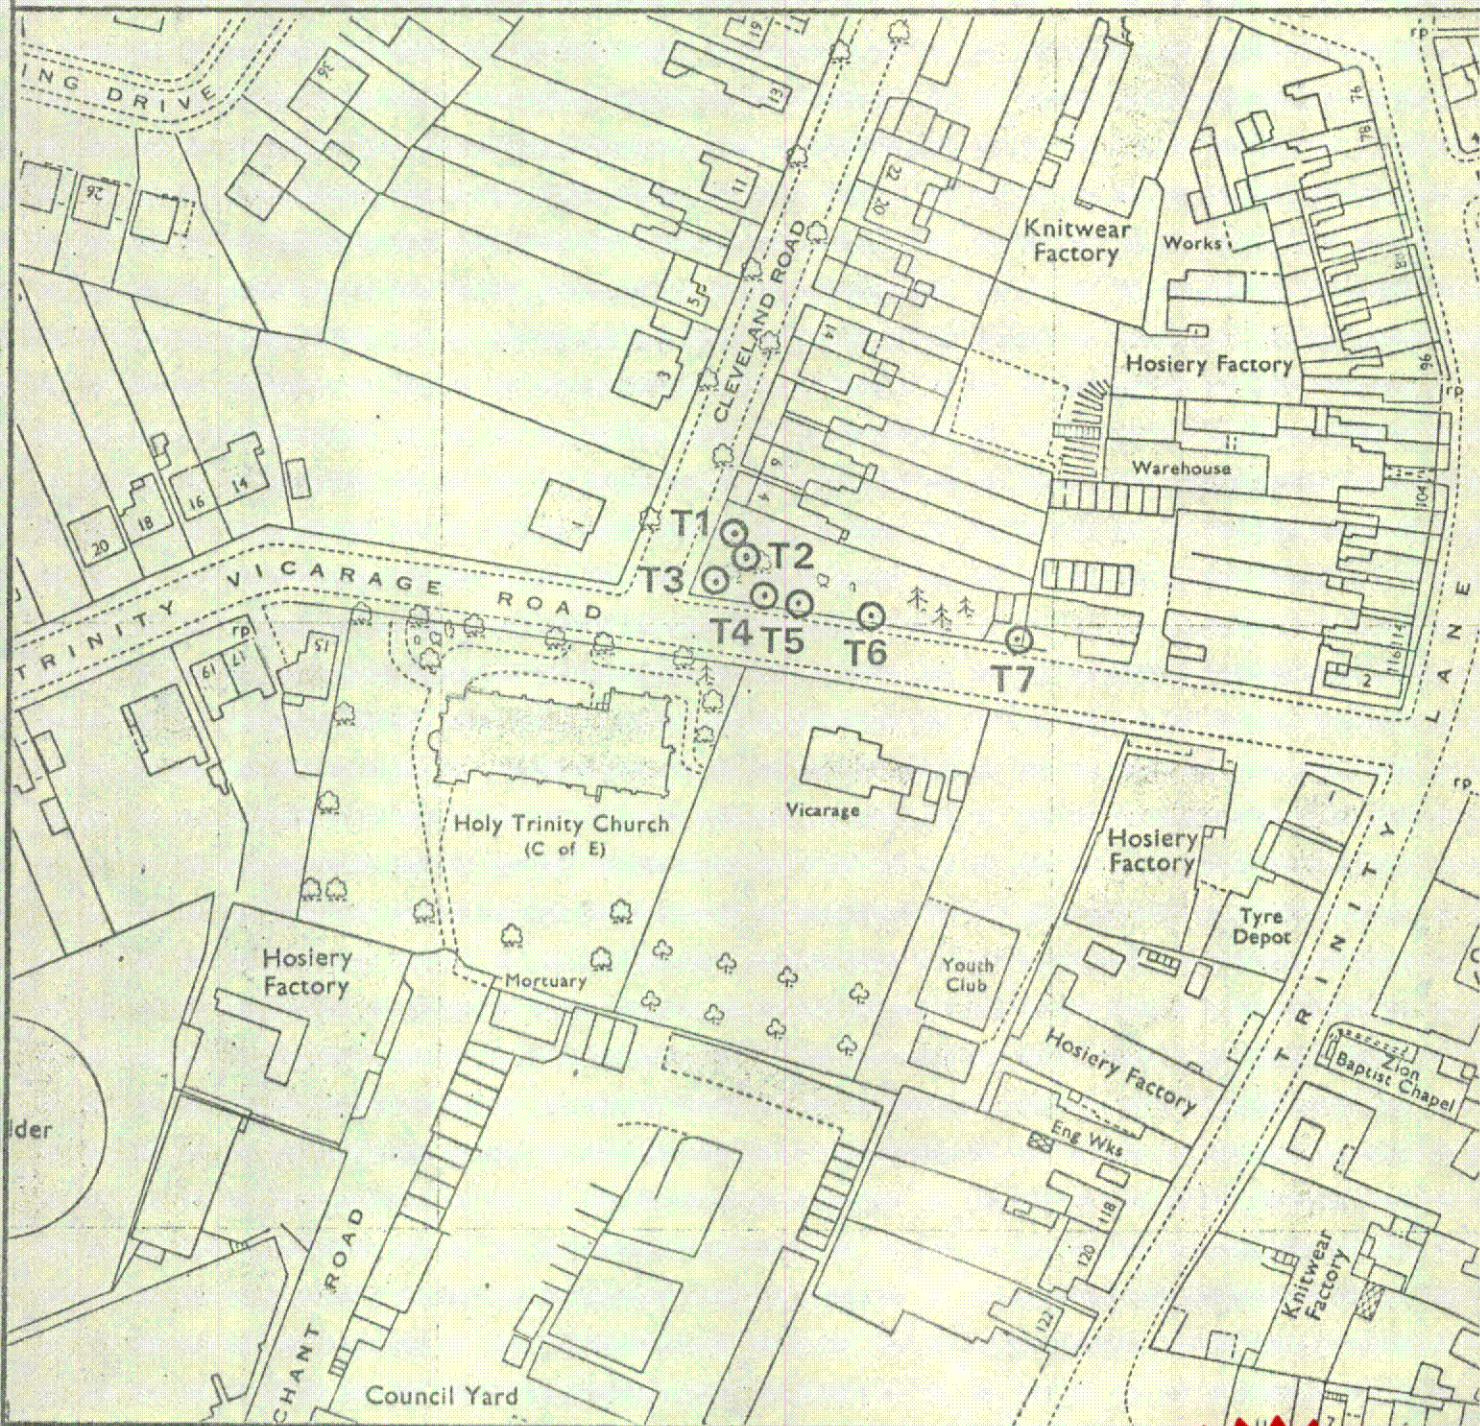 19
36
13
rp
76
ING DRIVE
78
11
22
26
20
Knitwear
Factory
Works
CLEVELAND ROAD
88
5
14
3
Hosiery Factory
96
rp
6
Warehouse
4
104
14
16
18
20
1
T1
T2
T3
T4
T5
T6
T7
TRINITY VICARAGE ROAD
rp
15
17
19
114
116
2
TRINITY LANE
rp
Vicarage
1
Holy Trinity Church
(C of E)
Hosiery
Factory
Tyre
Depot
Hosiery
Factory
Youth
Club
Mortuary
Hosiery Factory
Zion
Baptist Chapel
lder
Eng Wks
118
120
122
Knitwear
Factory
CHANT ROAD
Council Yard